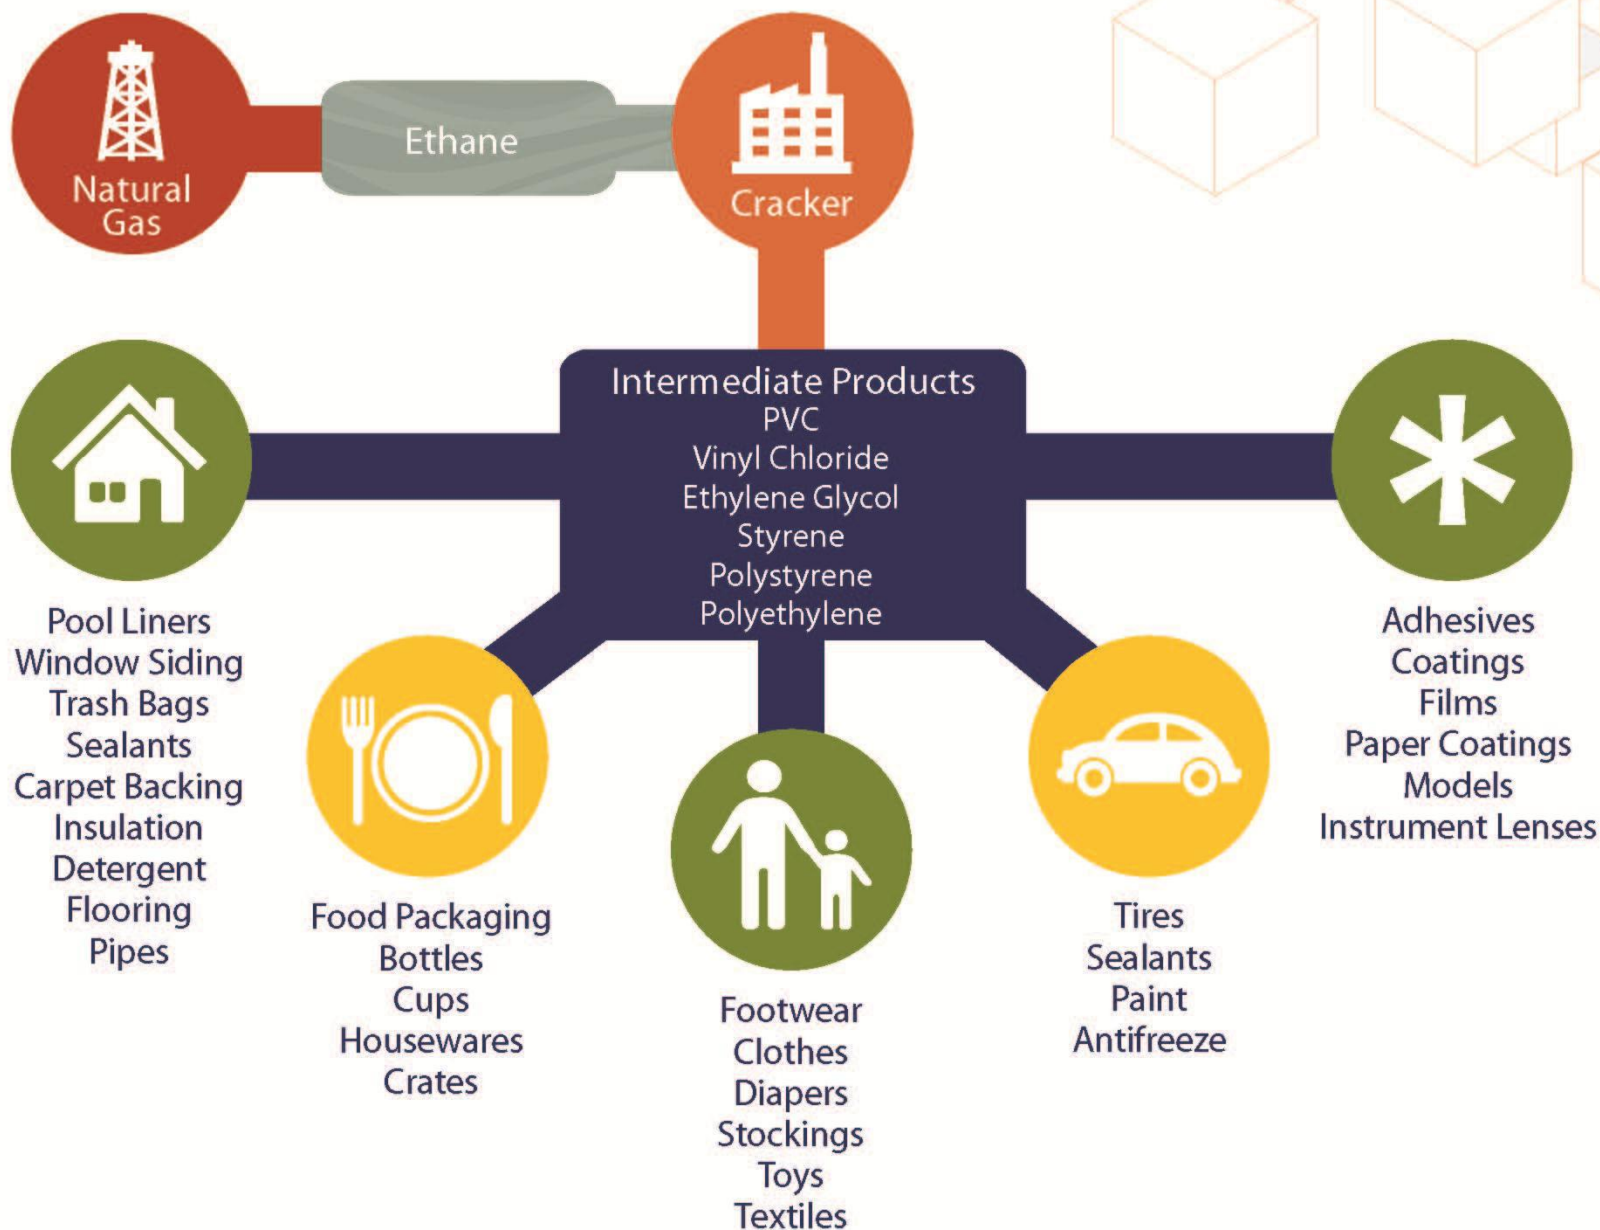 Natural
Gas
Ethane
Cracker
Intermediate Products
PVC
Vinyl Chloride
Ethylene Glycol
Styrene
Polystyrene
Polyethylene
Pool Liners
Window Siding
Trash Bags
Sealants
Carpet Backing
Insulation
Detergent
Flooring
Pipes
Food Packaging
Bottles
Cups
Housewares
Crates
Footwear
Clothes
Diapers
Stockings
Toys
Textiles
Tires
Sealants
Paint
Antifreeze
Adhesives
Coatings
Films
Paper Coatings
Models
Instrument Lenses